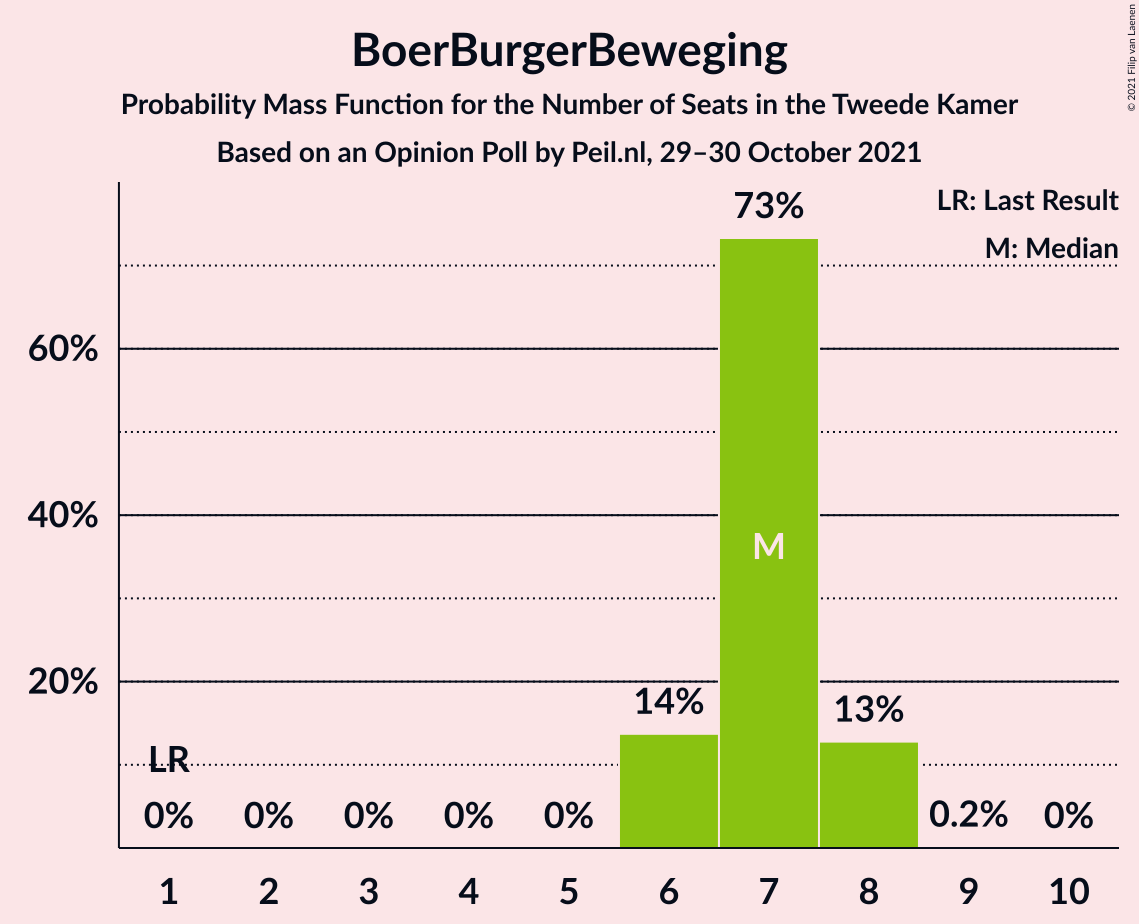 BoerBurgerBeweging
Probability Mass Function for the Number of Seats in the Tweede Kamer
Based on an Opinion Poll by Peil.nl, 29–30 October 2021
© 2021 Filip van Laenen
LR: Last Result
M: Median
73%
60%
40%
M
20%
14%
13%
LR
0% 0% 0% 0% 0% 0.2% 0%
1 2 3 4 5 6 7 8 9 10